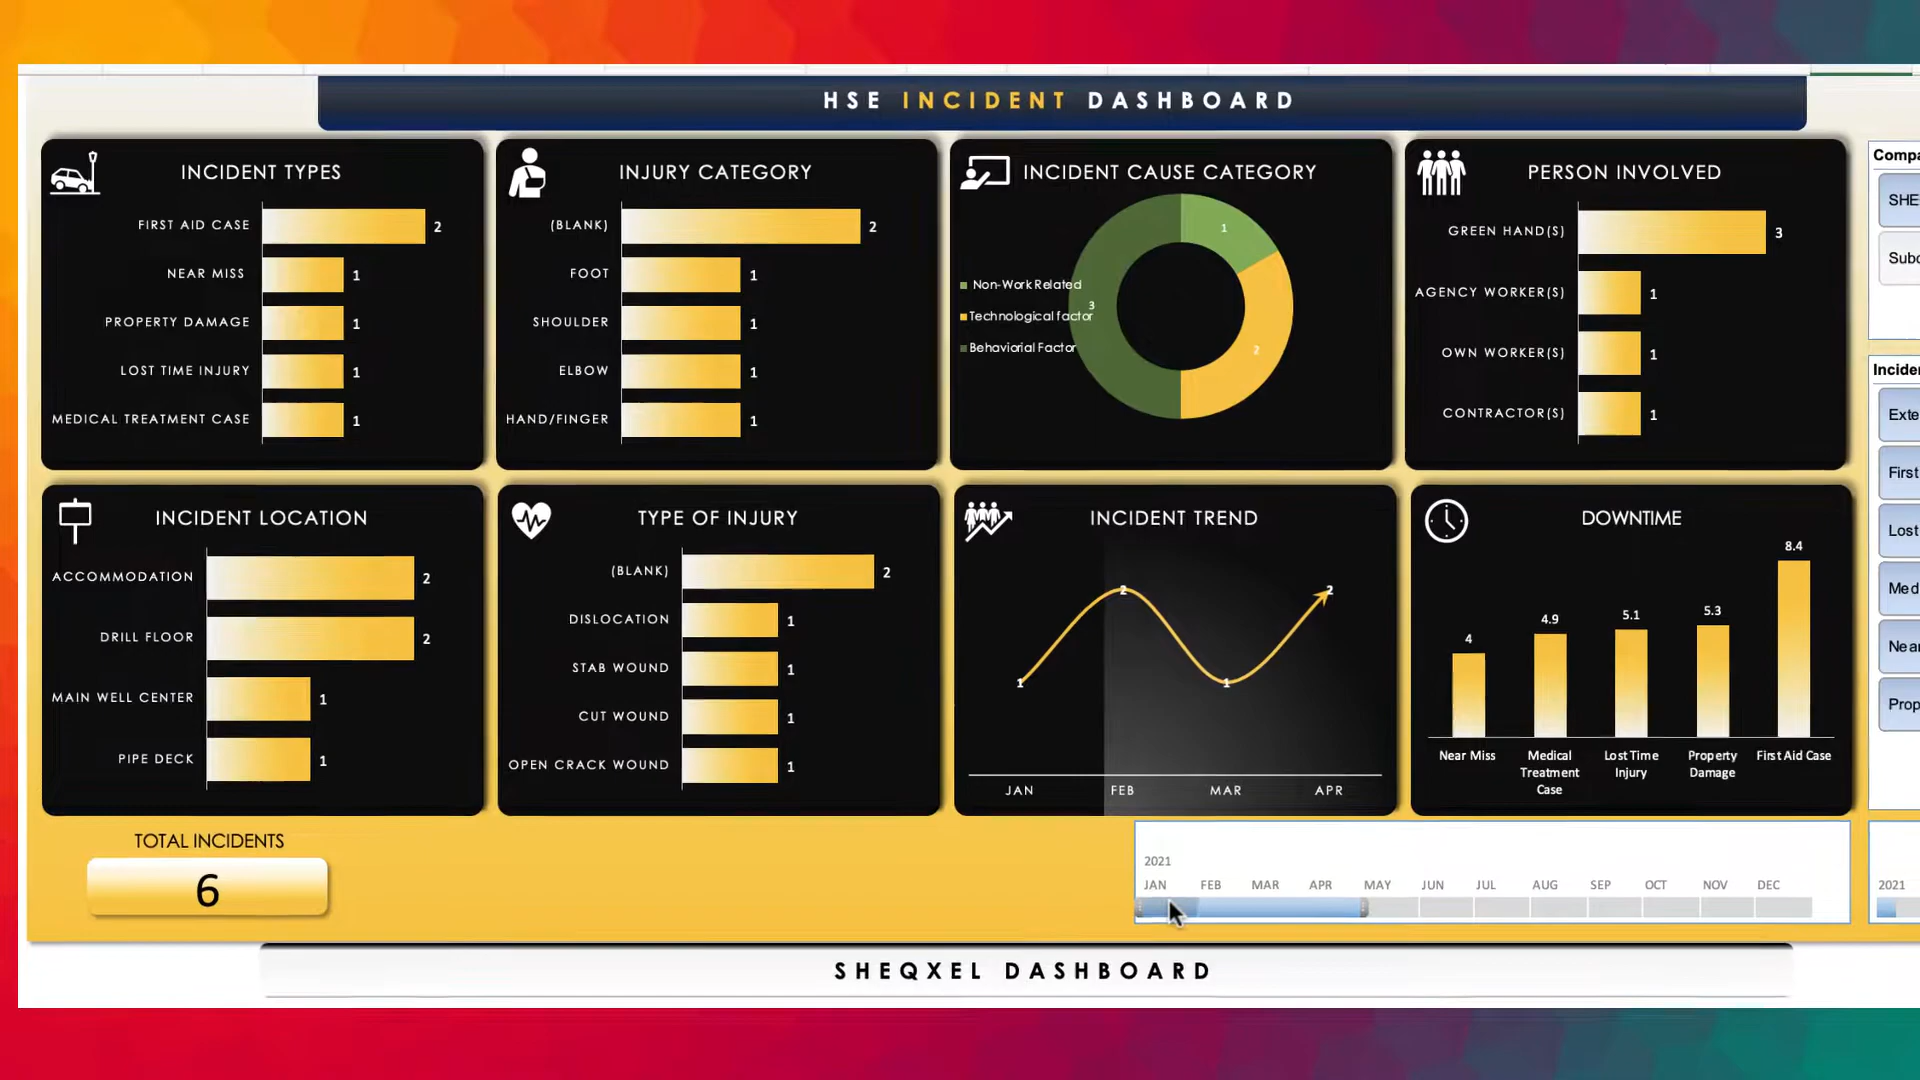 HSE INCIDENT DASHBOARD
INCIDENT TYPES
FIRST AID CASE 2
NEAR MISS 1
PROPERTY DAMAGE 1
LOST TIME INJURY 1
MEDICAL TREATMENT CASE 1
INJURY CATEGORY
(BLANK) 2
FOOT 1
SHOULDER 1
ELBOW 1
HAND/FINGER 1
INCIDENT CAUSE CATEGORY
1
Non-Work Related
3
Technological factor
Behaviorial Factor
2
PERSON INVOLVED
GREEN HAND(S) 3
AGENCY WORKER(S) 1
OWN WORKER(S) 1
CONTRACTOR(S) 1
Compa
SHE
Subc
Inciden
Exte
First
Lost
Med
Near
Prop
INCIDENT LOCATION
ACCOMMODATION 2
DRILL FLOOR 2
MAIN WELL CENTER 1
PIPE DECK 1
TYPE OF INJURY
(BLANK) 2
DISLOCATION 1
STAB WOUND 1
CUT WOUND 1
OPEN CRACK WOUND 1
INCIDENT TREND
1 2 1 2
JAN FEB MAR APR
DOWNTIME
4 4.9 5.1 5.3 8.4
Near Miss
Medical
Treatment
Case
Lost Time
Injury
Property
Damage
First Aid Case
TOTAL INCIDENTS
6
2021
JAN FEB MAR APR MAY JUN JUL AUG SEP OCT NOV DEC
2021
SHEQXEL DASHBOARD